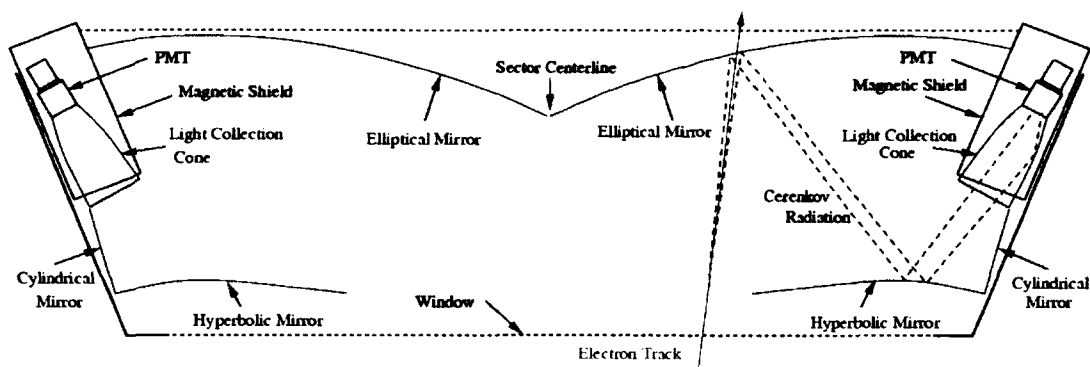 PMT
Magnetic Shield
Light Collection
Cone
Elliptical Mirror
Sector Centerline
Elliptical Mirror
PMT
Magnetic Shield
Light Collection
Cone
Cerenkov
Radiation
Cylindrical
Mirror
Hyperbolic Mirror
Window
Electron Track
Hyperbolic Mirror
Cylindrical
Mirror